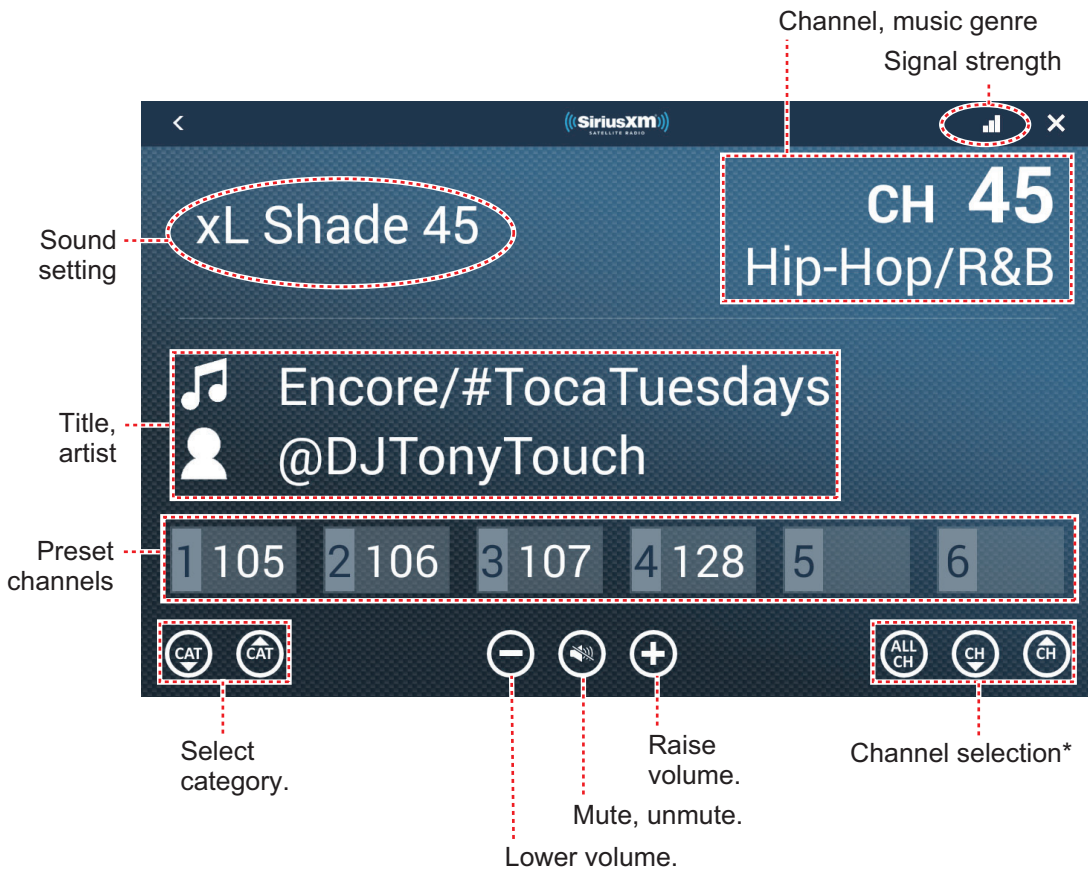 Channel, music genre
Signal strength
SiriusXM
SATELLITE RADIO
xL Shade 45
CH 45
Hip-Hop/R&B
Sound
setting
Encore/#TocaTuesdays
@DJTonyTouch
Title,
artist
Preset
channels
1 105 2 106 3 107 4 128 5 6
CAT CAT ALL CH CH CH
Select
category.
Raise
volume.
Channel selection*
Mute, unmute.
Lower volume.